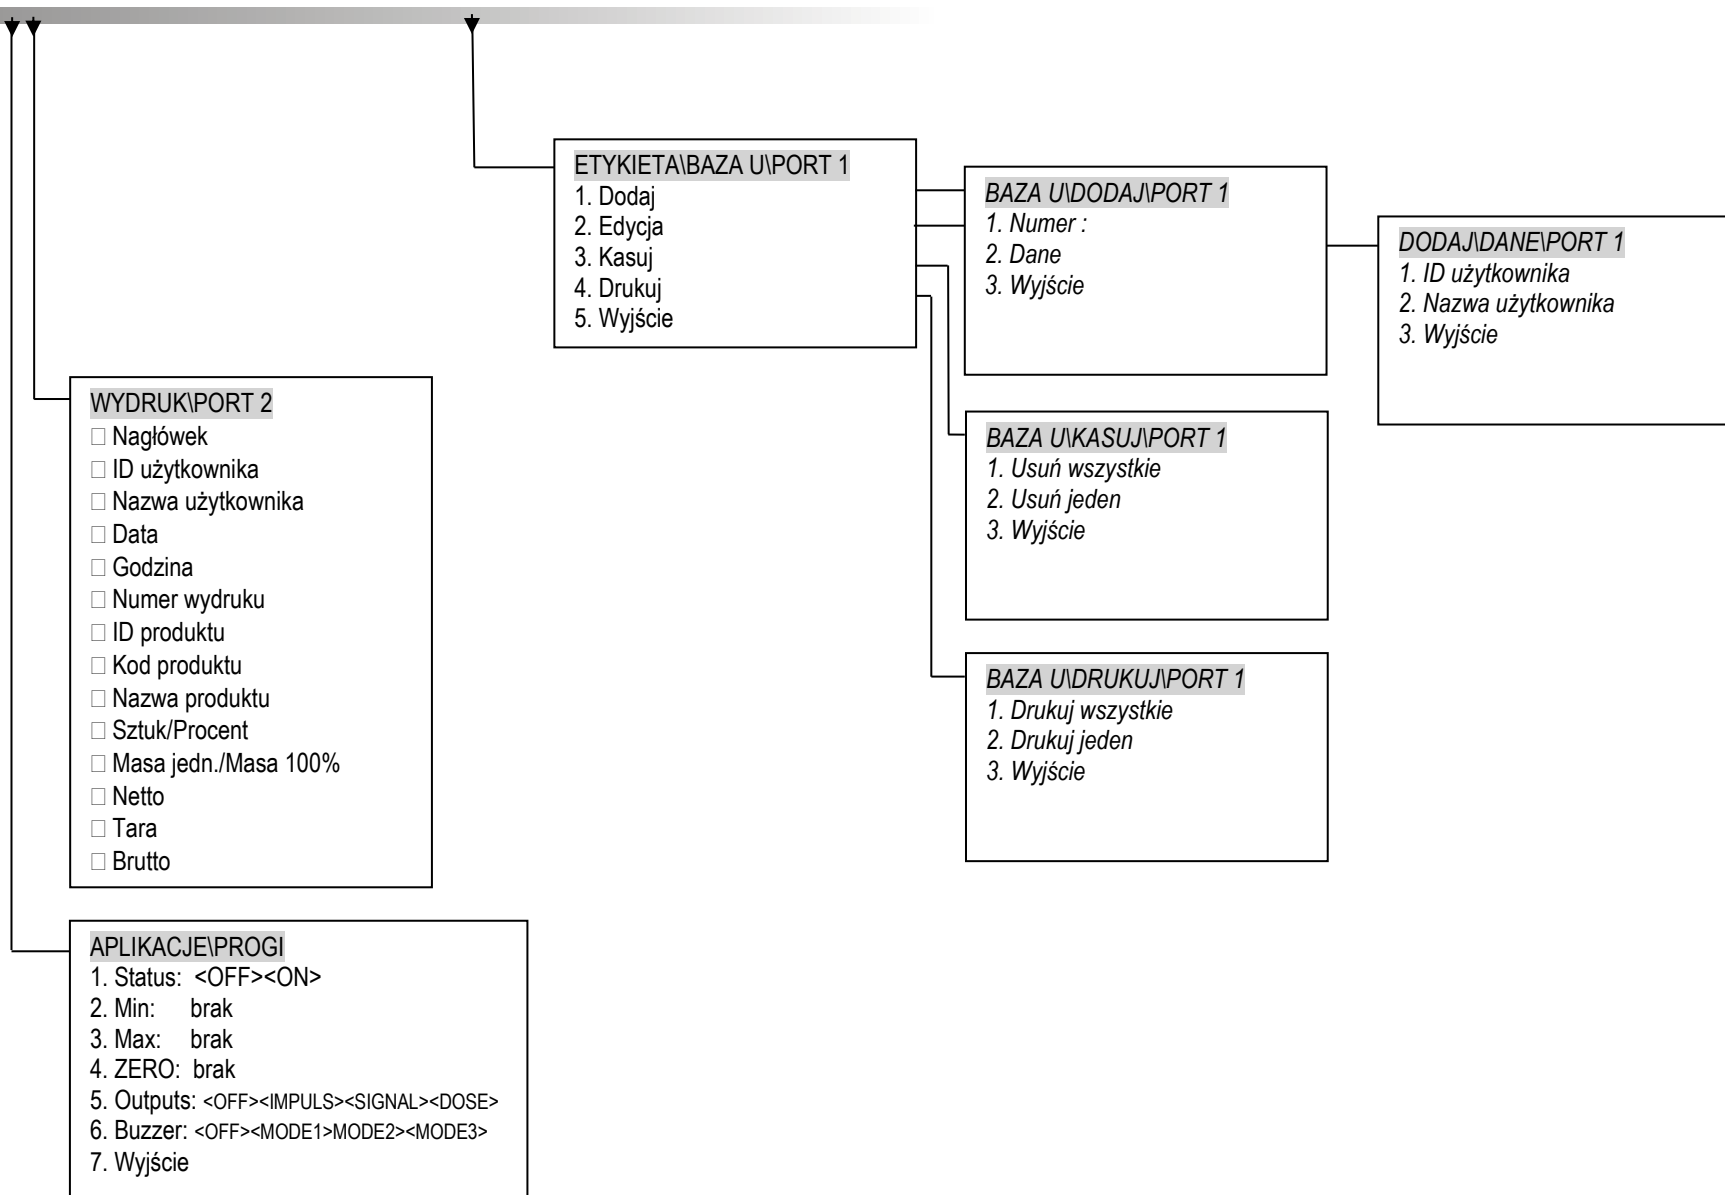 ETYKIETA\BAZA U\PORT 1
1. Dodaj
2. Edycja
3. Kasuj
4. Drukuj
5. Wyjście
BAZA U\DODAJ\PORT 1
1. Numer :
2. Dane
3. Wyjście
DODAJ\DANE\PORT 1
1. ID użytkownika
2. Nazwa użytkownika
3. Wyjście
WYDRUK\PORT 2
□ Nagłówek
□ ID użytkownika
□ Nazwa użytkownika
□ Data
□ Godzina
□ Numer wydruku
□ ID produktu
□ Kod produktu
□ Nazwa produktu
□ Sztuk/Procent
□ Masa jedn./Masa 100%
□ Netto
□ Tara
□ Brutto
BAZA U\KASUJ\PORT 1
1. Usuń wszystkie
2. Usuń jeden
3. Wyjście
BAZA U\DRUKUJ\PORT 1
1. Drukuj wszystkie
2. Drukuj jeden
3. Wyjście
APLIKACJE\PROGI
1. Status: <OFF><ON>
2. Min: brak
3. Max: brak
4. ZERO: brak
5. Outputs: <OFF><IMPULS><SIGNAL><DOSE>
6. Buzzer: <OFF><MODE1>MODE2><MODE3>
7. Wyjście